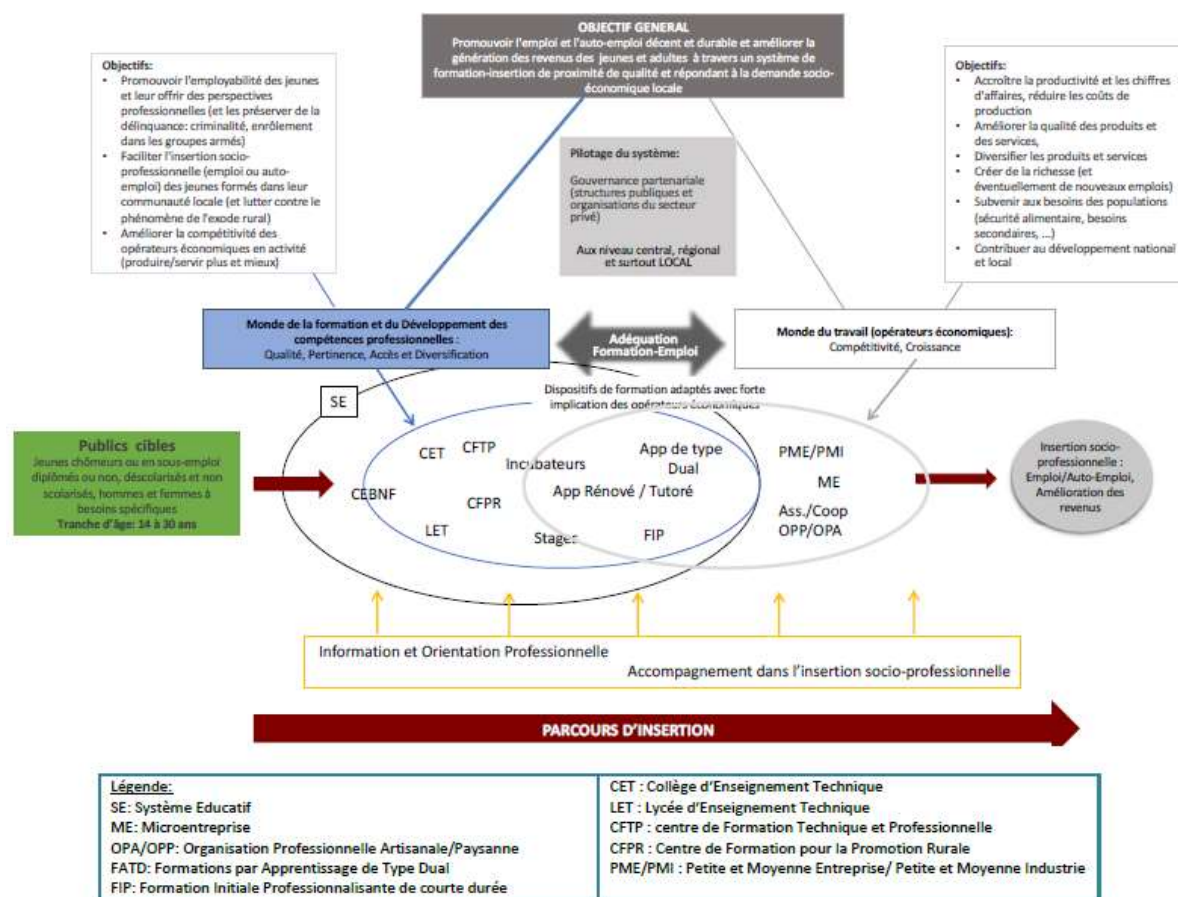 OBJECTIF GENERAL
Promouvoir l'emploi et l'auto-emploi décent et durable et améliorer la
génération des revenus des jeunes et adultes à travers un système de
formation-insertion de proximité de qualité et répondant à la demande socio-
économique locale
Objectifs:
• Promouvoir l'employabilité des jeunes
et leur offrir des perspectives
professionnelles (et les préserver de la
délinquance: criminalité, enrôlement
dans les groupes armés)
• Faciliter l'insertion socio-
professionnelle (emploi ou auto-
emploi) des jeunes formés dans leur
communauté locale (et lutter contre le
phénomène de l'exode rural)
• Améliorer la compétitivité des
opérateurs économiques en activité
(produire/servir plus et mieux)
Pilotage du système:
Gouvernance partenariale
(structures publiques et
organisations du secteur
privé)
Aux niveau central, régional
et surtout LOCAL
Objectifs:
• Accroître la productivité et les chiffres
d'affaires, réduire les coûts de
production
• Améliorer la qualité des produits et
des services,
• Diversifier les produits et services
• Créer de la richesse (et
éventuellement de nouveaux emplois)
• Subvenir aux besoins des populations
(sécurité alimentaire, besoins
secondaires, ...)
• Contribuer au développement national
et local
Monde de la formation et du Développement des
compétences professionnelles :
Qualité, Pertinence, Accès et Diversification
Adéquation
Formation-Emploi
Monde du travail (opérateurs économiques):
Compétitivité, Croissance
SE
Dispositifs de formation adaptés avec forte
implication des opérateurs économiques
Publics cibles
Jeunes chômeurs ou en sous-emploi
diplômés ou non, déscolarisés et non
scolarisés, hommes et femmes à
besoins spécifiques
Tranche d'âge: 14 à 30 ans
CET
CFTP
Incubateurs
CEBNF
CFPR
LET
Stages
App de type
Dual
App Rénové / Tutoré
FIP
PME/PMI
ME
Ass./Coop
OPP/OPA
Insertion socio-
professionnelle :
Emploi/Auto-Emploi,
Amélioration des
revenus
Information et Orientation Professionnelle
Accompagnement dans l'insertion socio-professionnelle
PARCOURS D'INSERTION
Légende:
SE: Système Educatif
ME: Microentreprise
OPA/OPP: Organisation Professionnelle Artisanale/Paysanne
FATD: Formations par Apprentissage de Type Dual
FIP: Formation Initiale Professionnalisante de courte durée
CET : Collège d'Enseignement Technique
LET : Lycée d'Enseignement Technique
CFTP : centre de Formation Technique et Professionnelle
CFPR : Centre de Formation pour la Promotion Rurale
PME/PMI : Petite et Moyenne Entreprise/ Petite et Moyenne Industrie